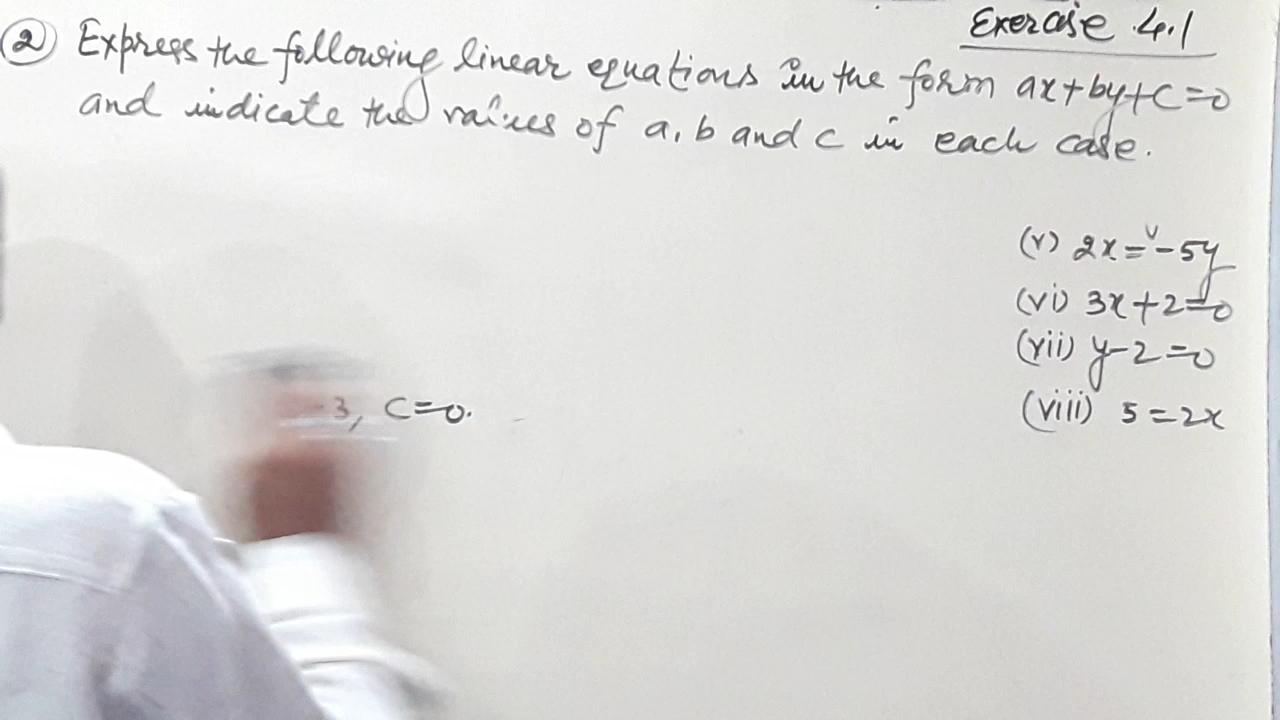 Exercise 4.1
② Express the following linear equations in the form ax+by+c=0
and indicate the values of a, b and c in each case.
(v) 2x=-5y
(vi) 3x+2=0
(vii) y-2=0
(viii) 5=2x
3, c=0.